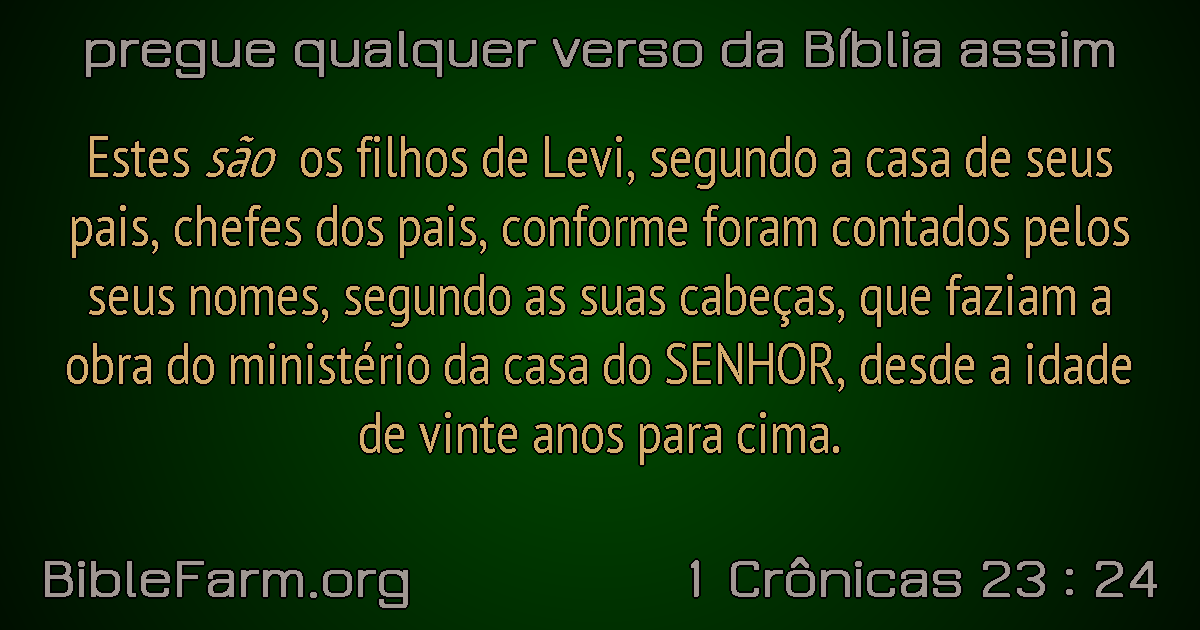 pregue qualquer verso da Bíblia assim
Estes são os filhos de Levi, segundo a casa de seus
pais, chefes dos pais, conforme foram contados pelos
seus nomes, segundo as suas cabeças, que faziam a
obra do ministério da casa do SENHOR, desde a idade
de vinte anos para cima.
BibleFarm.org
1 Crônicas 23 : 24